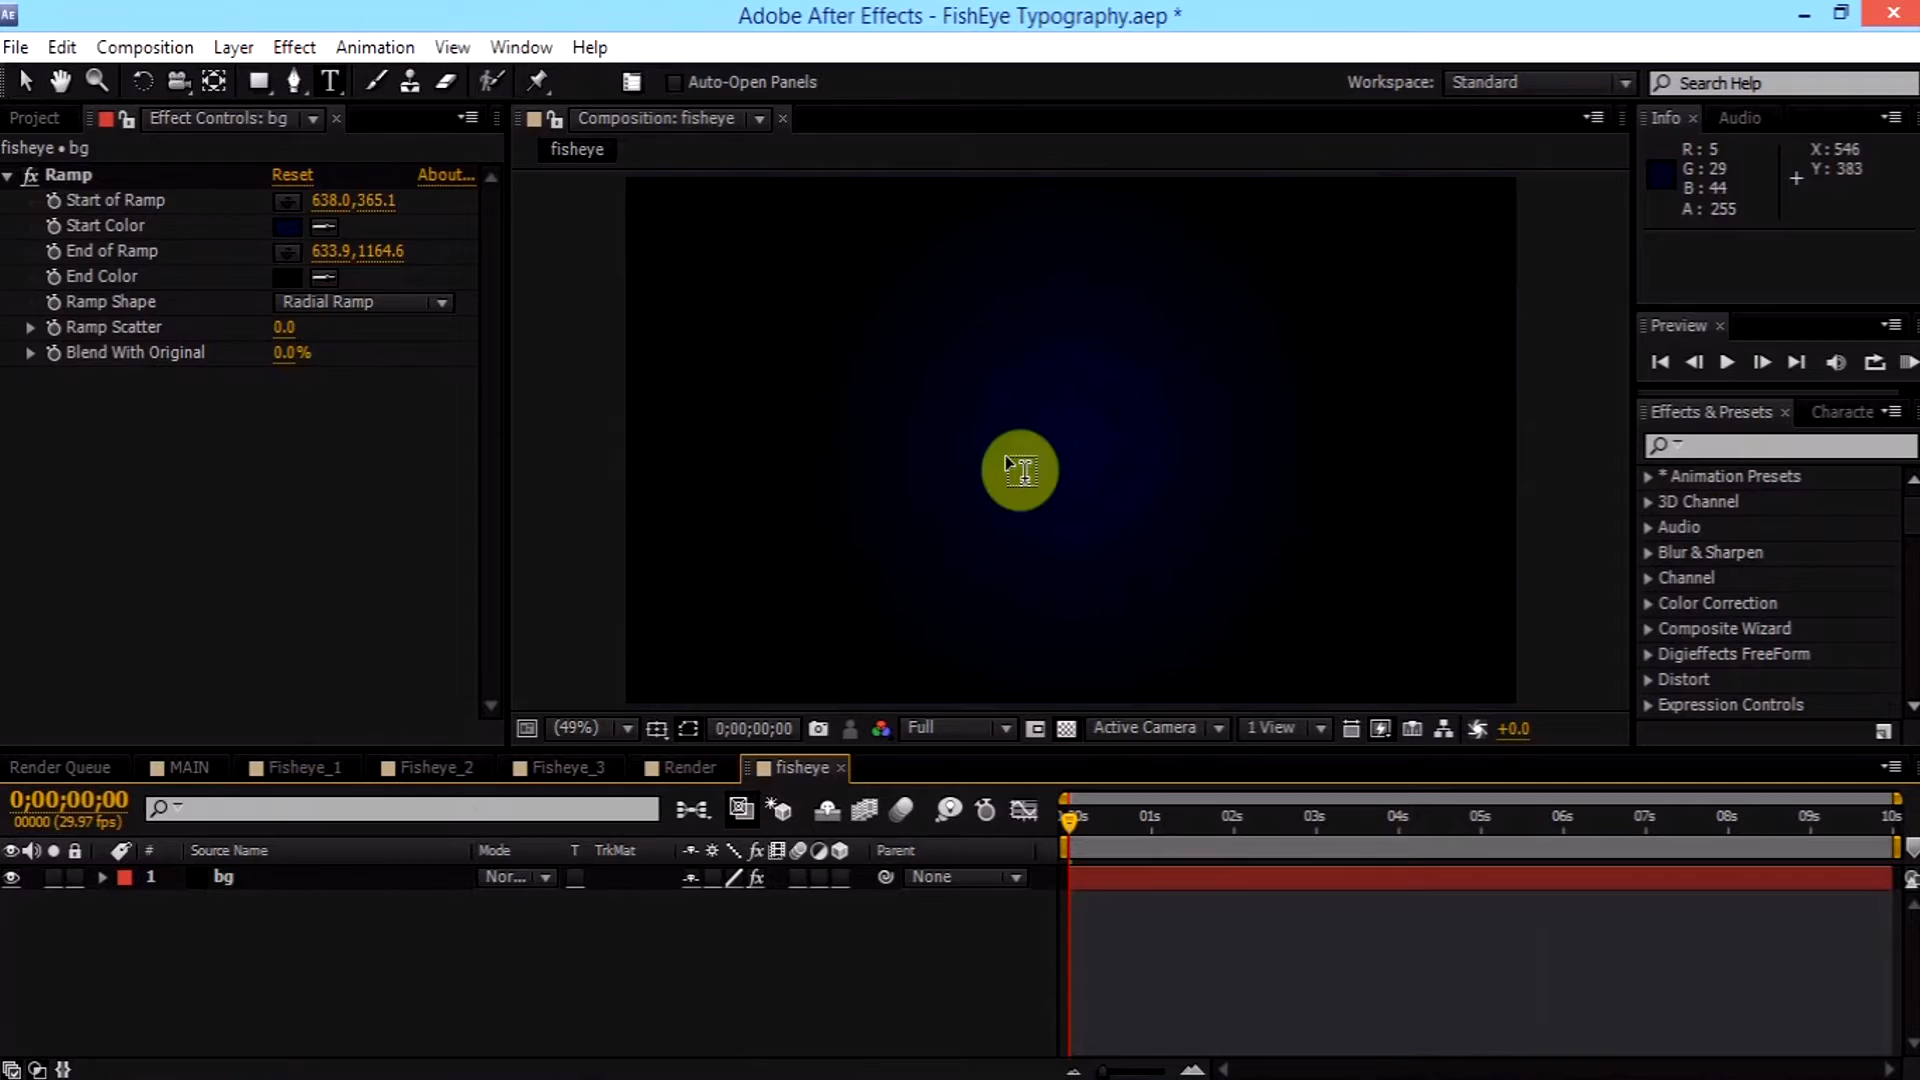 Ae
Adobe After Effects - FishEye Typography.aep *
File Edit Composition Layer Effect Animation View Window Help
T Auto-Open Panels Workspace: Standard Search Help
Project Effect Controls: bg Composition: fisheye Info Audio
fisheye • bg
fisheye
R: 5 X: 546
G: 29 Y: 383
B: 44
A: 255
fx Ramp Reset About...
Start of Ramp 638.0,365.1
Start Color
End of Ramp 633.9,1164.6
End Color
Ramp Shape Radial Ramp
Ramp Scatter 0.0
Blend With Original 0.0%
Preview
Effects & Presets Characte
* Animation Presets
3D Channel
Audio
Blur & Sharpen
Channel
Color Correction
Composite Wizard
Digieffects FreeForm
Distort
Expression Controls
(49%) 0;00;00;00 Full Active Camera 1 View +0.0
Render Queue MAIN Fisheye_1 Fisheye_2 Fisheye_3 Render fisheye
0;00;00;00
00000 (29.97 fps)
01s 02s 03s 04s 05s 06s 07s 08s 09s 10s
# Source Name Mode T TrkMat fx Parent
1 bg Nor... fx None